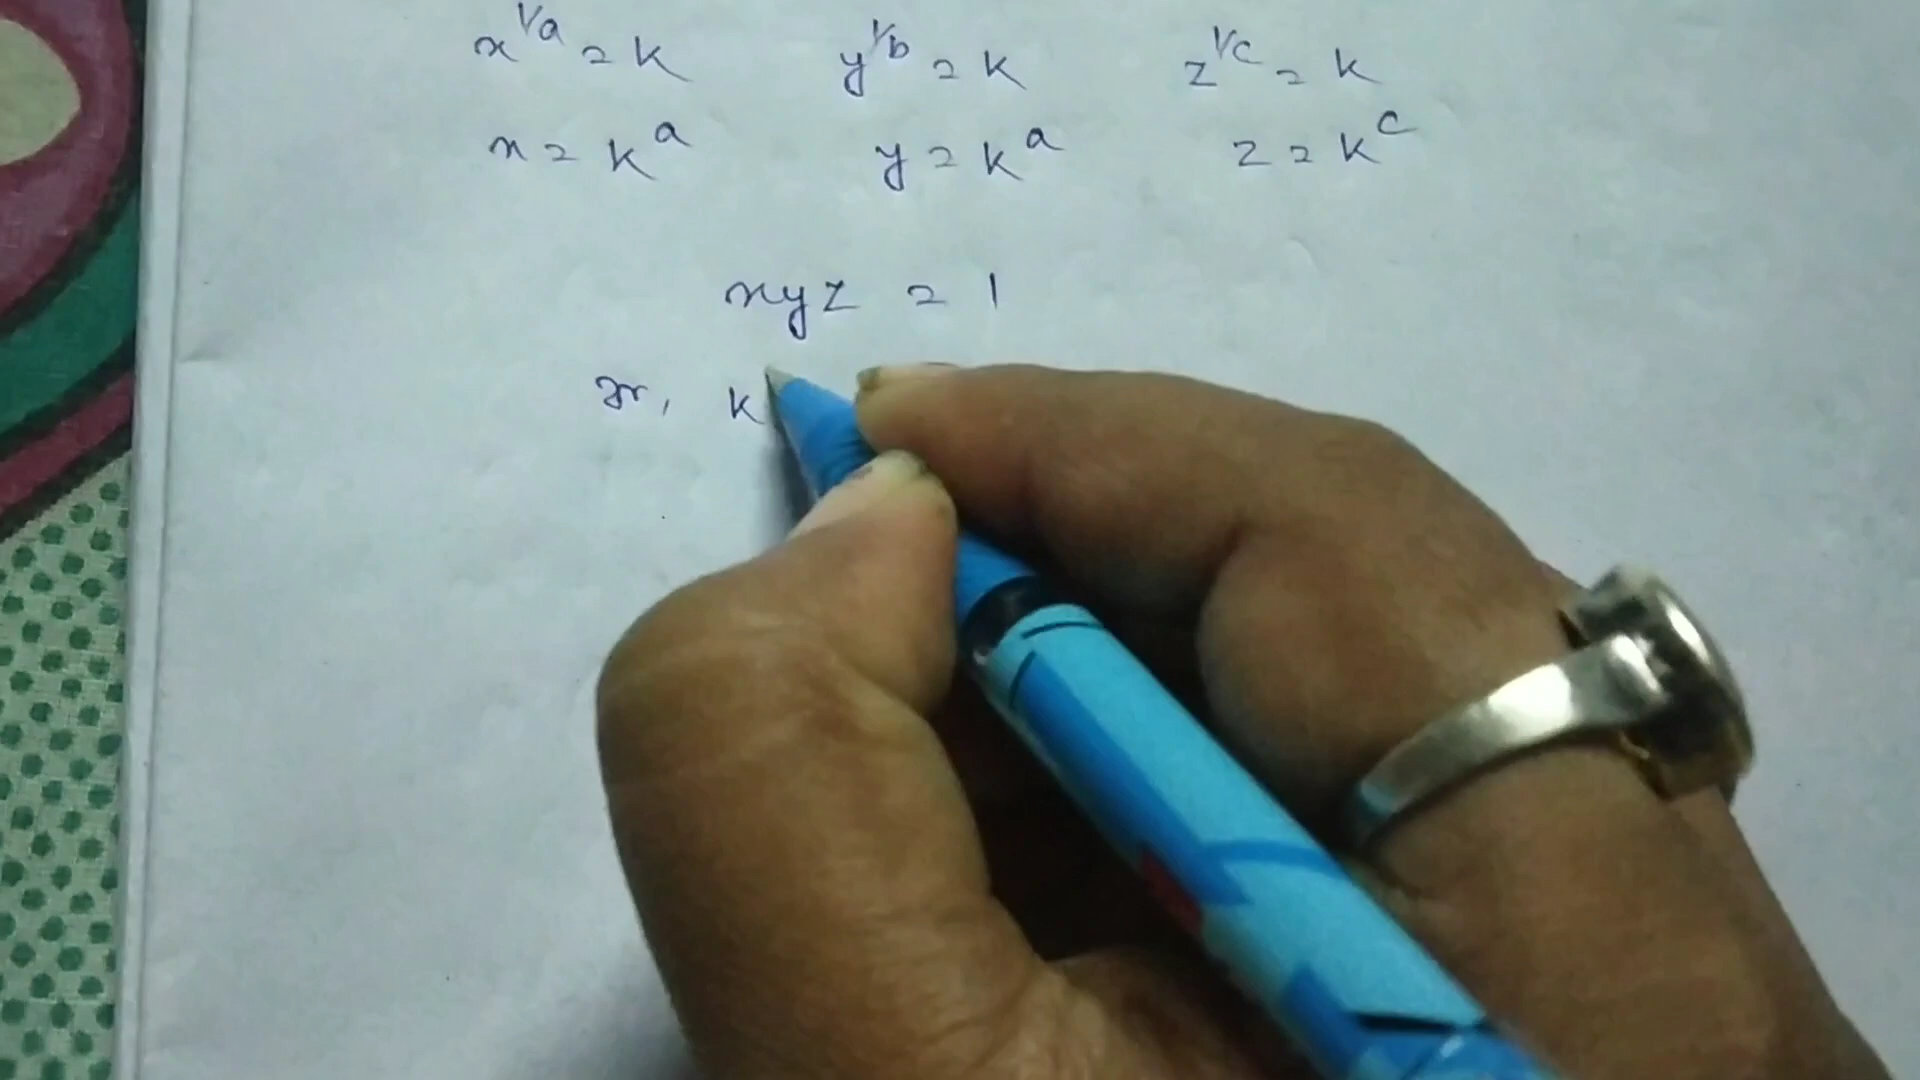 x^{1/a} = k y^{1/b} = k z^{1/c} = k
x = k^a y = k^a z = k^c
xyz = 1
or, k